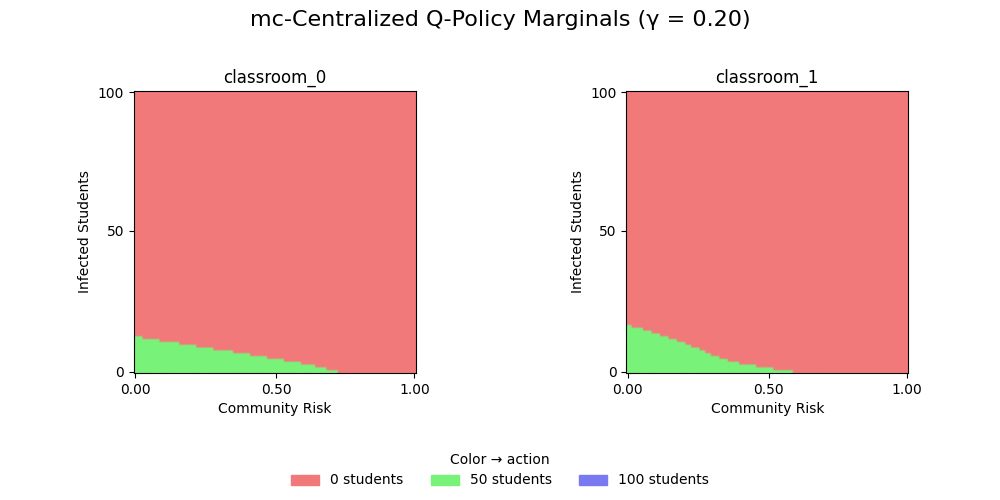 mc-Centralized Q-Policy Marginals (γ = 0.20)
classroom_0
classroom_1
100
50
0
Infected Students
0.00 0.50 1.00
Community Risk
100
50
0
Infected Students
0.00 0.50 1.00
Community Risk
Color → action
0 students 50 students 100 students